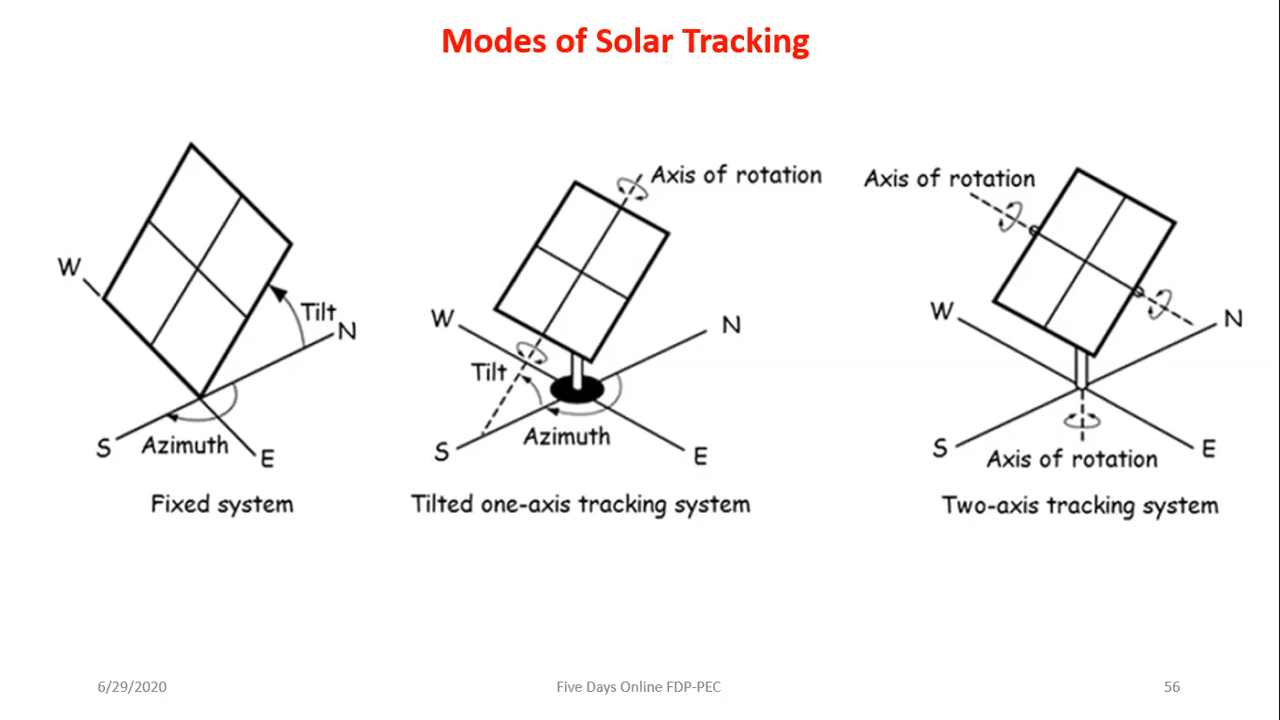 Modes of Solar Tracking
W
Tilt
N
S
Azimuth
E
Fixed system
Axis of rotation
W
N
Tilt
S
Azimuth
E
Tilted one-axis tracking system
Axis of rotation
W
N
S
E
Axis of rotation
Two-axis tracking system
6/29/2020
Five Days Online FDP-PEC
56